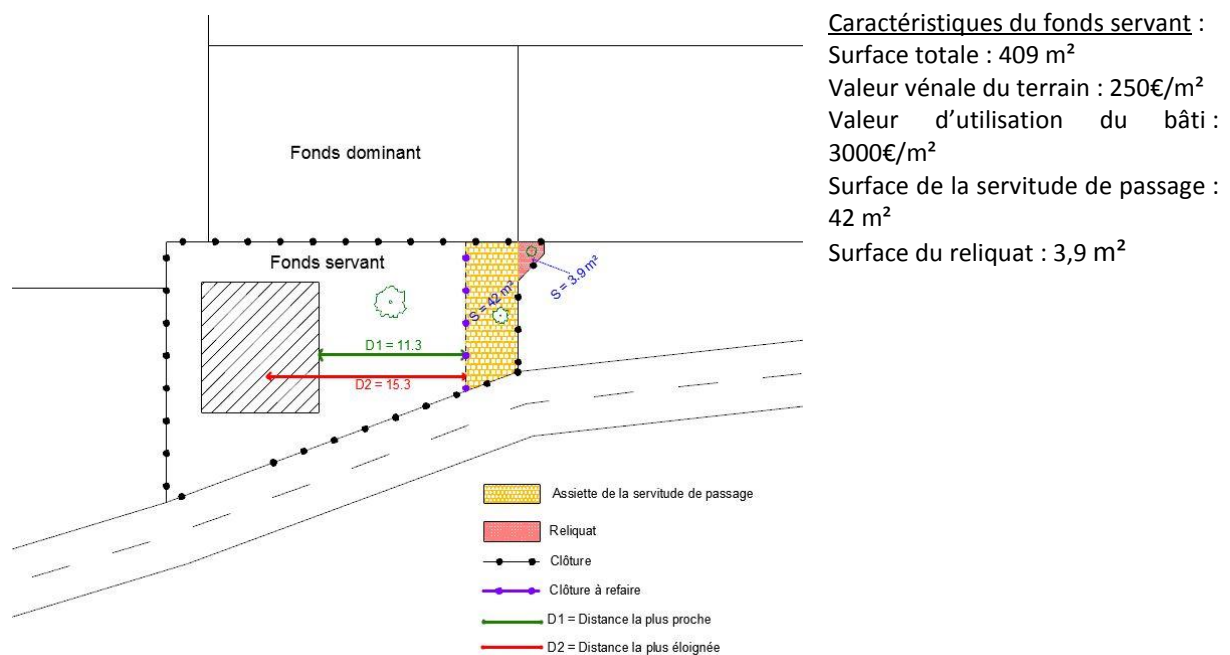 Caractéristiques du fonds servant :
Surface totale : 409 m²
Valeur vénale du terrain : 250€/m²
Valeur d’utilisation du bâti :
3000€/m²
Surface de la servitude de passage :
42 m²
Surface du reliquat : 3,9 m²
Fonds dominant
Fonds servant
S = 3.9 m²
S = 42 m²
D1 = 11.3
D2 = 15.3
Assiette de la servitude de passage
Reliquat
Clôture
Clôture à refaire
D1 = Distance la plus proche
D2 = Distance la plus éloignée